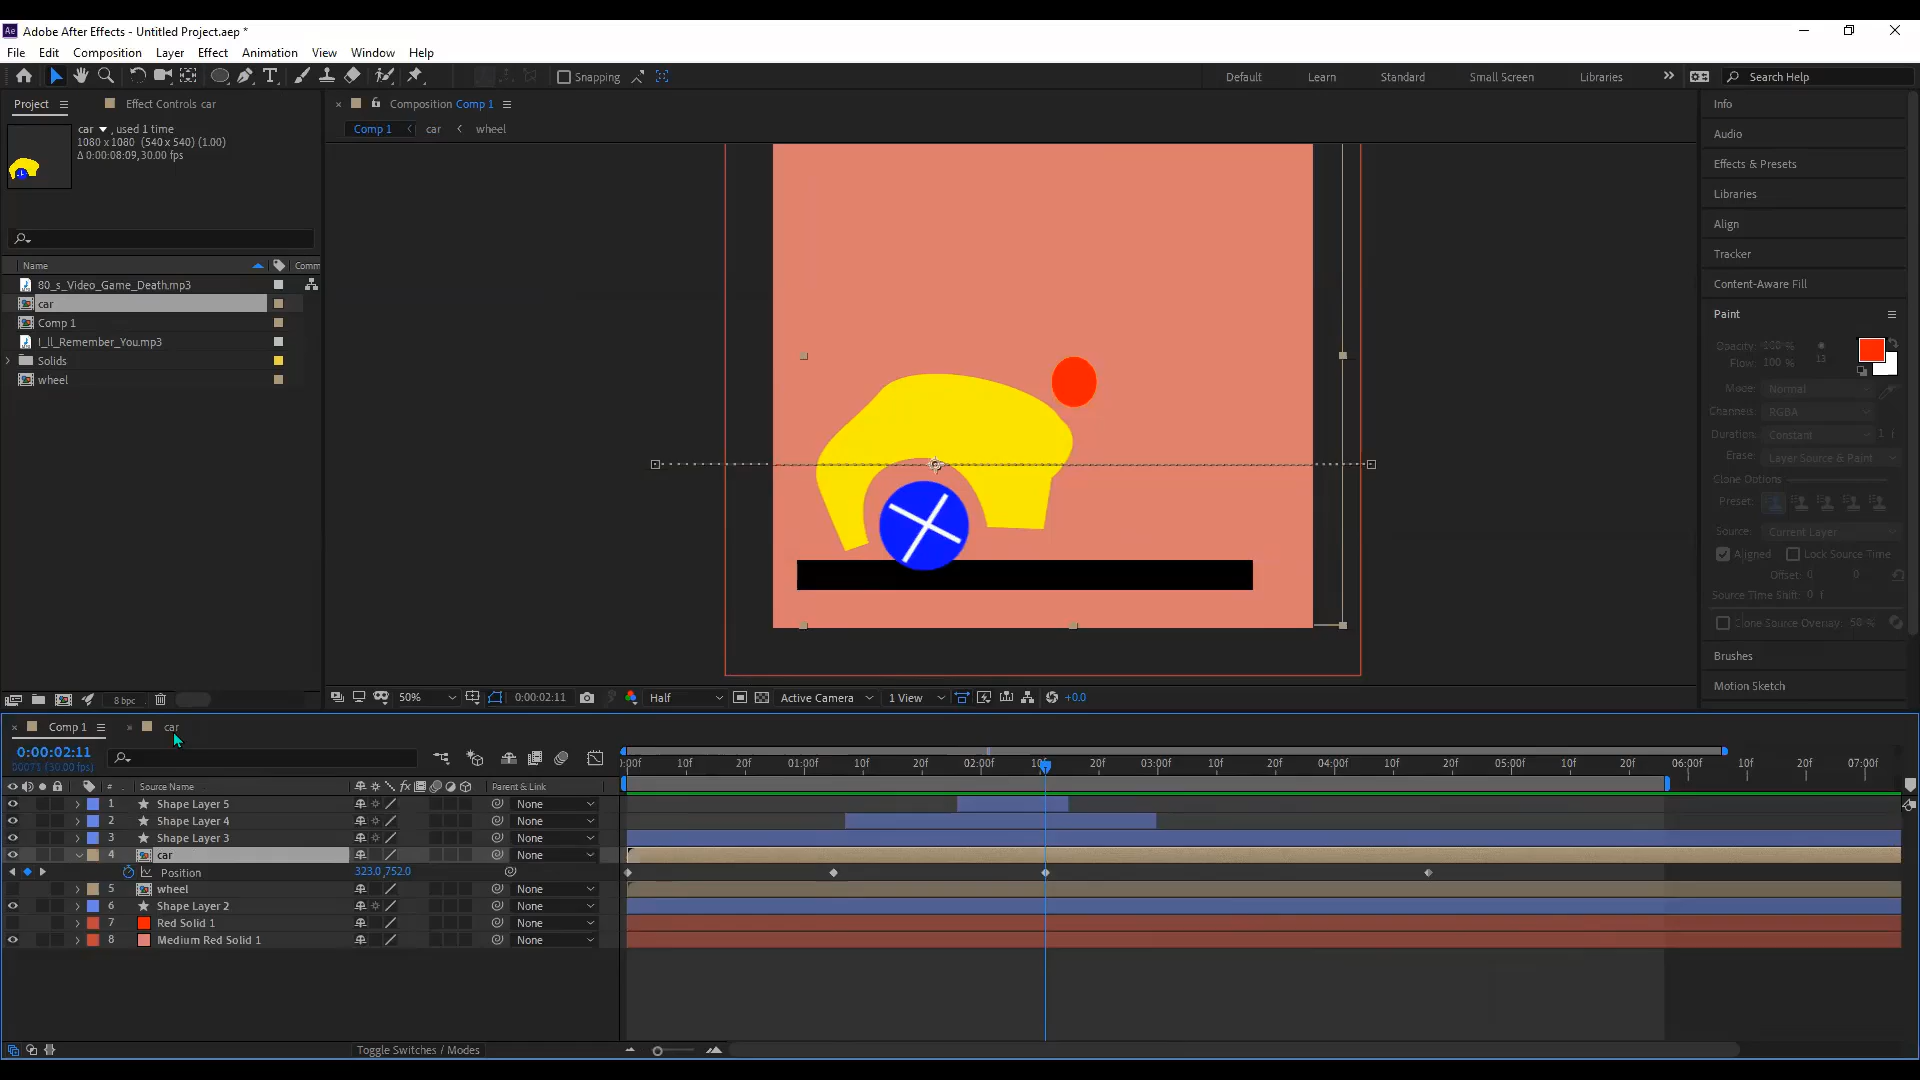 Ae Adobe After Effects - Untitled Project.aep *
File Edit Composition Layer Effect Animation View Window Help
Snapping
Default Learn Standard Small Screen Libraries Search Help
Project Effect Controls car
car , used 1 time
1080 x 1080 (540 x 540) (1.00)
Δ 0:00:08:09, 30.00 fps
Name Comm
80_s_Video_Game_Death.mp3
car
Comp 1
I_ll_Remember_You.mp3
Solids
wheel
8 bpc
Composition Comp 1
Comp 1 car wheel
50% 0:00:02:11 Half Active Camera 1 View +0.0
Info
Audio
Effects & Presets
Libraries
Align
Tracker
Content-Aware Fill
Paint
Opacity: 100 %
Flow: 100 % 13
Mode: Normal
Channels: RGBA
Duration: Constant 1 f
Erase: Layer Source & Paint
Clone Options
Preset:
Source: Current Layer
Aligned Lock Source Time
Offset: 0 0
Source Time Shift: 0 f
Clone Source Overlay: 50 %
Brushes
Motion Sketch
Comp 1 car
0:00:02:11
00071 (30.00 fps)
:00f 10f 20f 01:00f 10f 20f 02:00f 10f 20f 03:00f 10f 20f 04:00f 10f 20f 05:00f 10f 20f 06:00f 10f 20f 07:00f
# Source Name Parent & Link
1 Shape Layer 5 None
2 Shape Layer 4 None
3 Shape Layer 3 None
4 car None
Position 323.0,752.0
5 wheel None
6 Shape Layer 2 None
7 Red Solid 1 None
8 Medium Red Solid 1 None
Toggle Switches / Modes